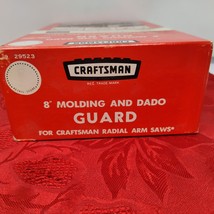 29523
CRAFTSMAN
REG. TRADE MARK
8" MOLDING AND DADO
GUARD
FOR CRAFTSMAN RADIAL ARM SAWS*